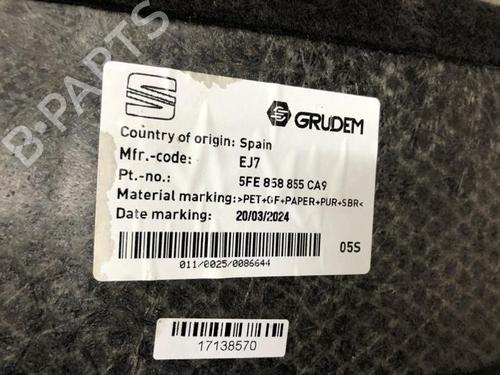 GRUDEM
Country of origin: Spain
Mfr.-code: EJ7
Pt.-no.: 5FE 858 855 CA9
Material marking: >PET+GF+PAPER+PUR+SBR<
Date marking: 20/03/2024
05S
011/0025/0086644
17138570
B-PARTS